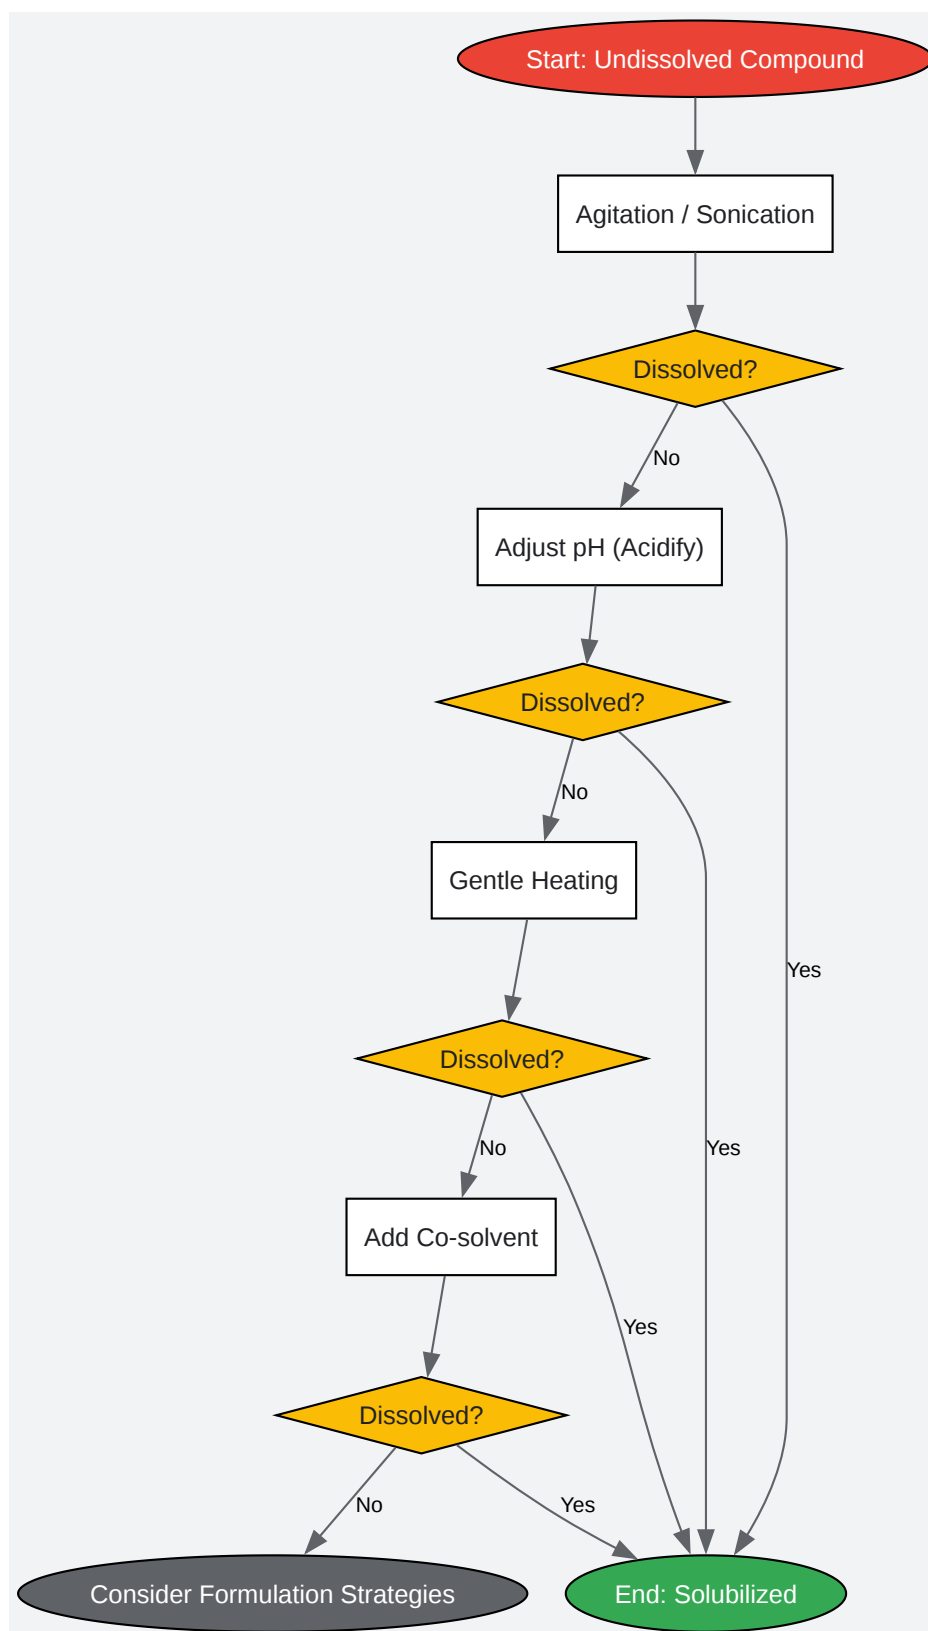 Start: Undissolved Compound
Agitation / Sonication
Dissolved?
No
Adjust pH (Acidify)
Dissolved?
No
Gentle Heating
Yes
Dissolved?
No
Yes
Add Co-solvent
Yes
Dissolved?
No
Yes
Consider Formulation Strategies
End: Solubilized